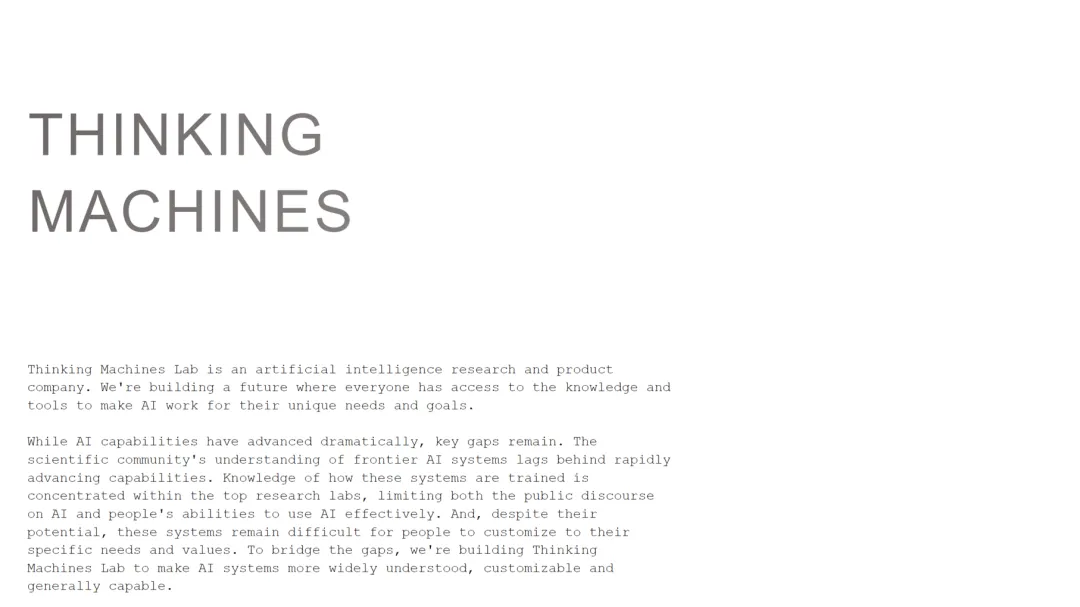 THINKING
MACHINES
Thinking Machines Lab is an artificial intelligence research and product
company. We're building a future where everyone has access to the knowledge and
tools to make AI work for their unique needs and goals.
While AI capabilities have advanced dramatically, key gaps remain. The
scientific community's understanding of frontier AI systems lags behind rapidly
advancing capabilities. Knowledge of how these systems are trained is
concentrated within the top research labs, limiting both the public discourse
on AI and people's abilities to use AI effectively. And, despite their
potential, these systems remain difficult for people to customize to their
specific needs and values. To bridge the gaps, we're building Thinking
Machines Lab to make AI systems more widely understood, customizable and
generally capable.